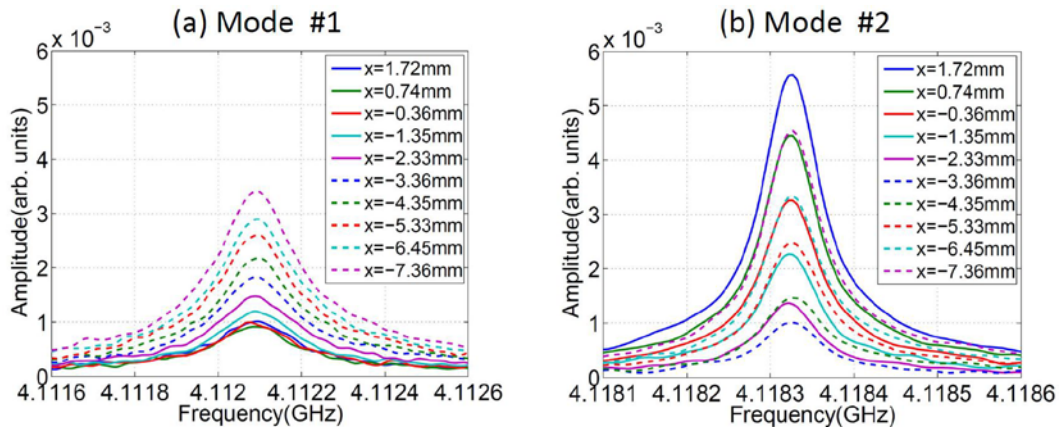 (a) Mode #1
x 10⁻³
6
5
4
3
2
1
0
Amplitude(arb. units)
x=1.72mm
x=0.74mm
x=−0.36mm
x=−1.35mm
x=−2.33mm
x=−3.36mm
x=−4.35mm
x=−5.33mm
x=−6.45mm
x=−7.36mm
4.1116 4.1118 4.112 4.1122 4.1124 4.1126
Frequency(GHz)
(b) Mode #2
x 10⁻³
6
5
4
3
2
1
0
Amplitude(arb. units)
x=1.72mm
x=0.74mm
x=−0.36mm
x=−1.35mm
x=−2.33mm
x=−3.36mm
x=−4.35mm
x=−5.33mm
x=−6.45mm
x=−7.36mm
4.1181 4.1182 4.1183 4.1184 4.1185 4.1186
Frequency(GHz)